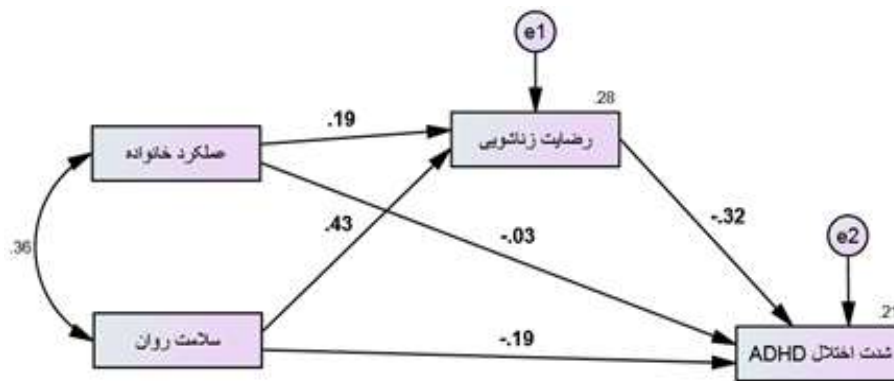 e1
.28
رضایت زناشویی
.19
عملکرد خانواده
.36
.43
-.03
-.32
e2
.21
شدت اختلال ADHD
سلامت روان
-.19